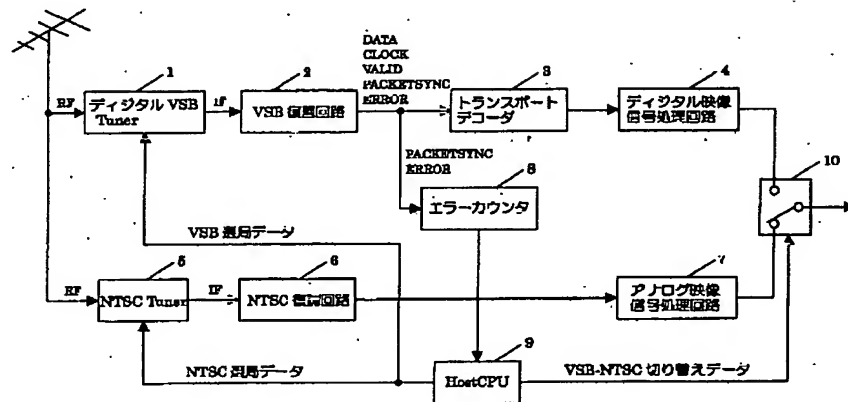 DATA
CLOCK
VALID
PACKETSYNC
ERROR
1
2
3
4
RF
ディジタル VSB
Tuner
IF
VSB 復調回路
トランスポート
デコーダ
ディジタル映像
信号処理回路
10
PACKETSYNC
ERROR
8
エラーカウンタ
VSB 選局データ
5
6
7
RF
NTSC Tuner
IF
NTSC 復調回路
アナログ映像
信号処理回路
9
NTSC 選局データ
HostCPU
VSB-NTSC 切り替えデータ